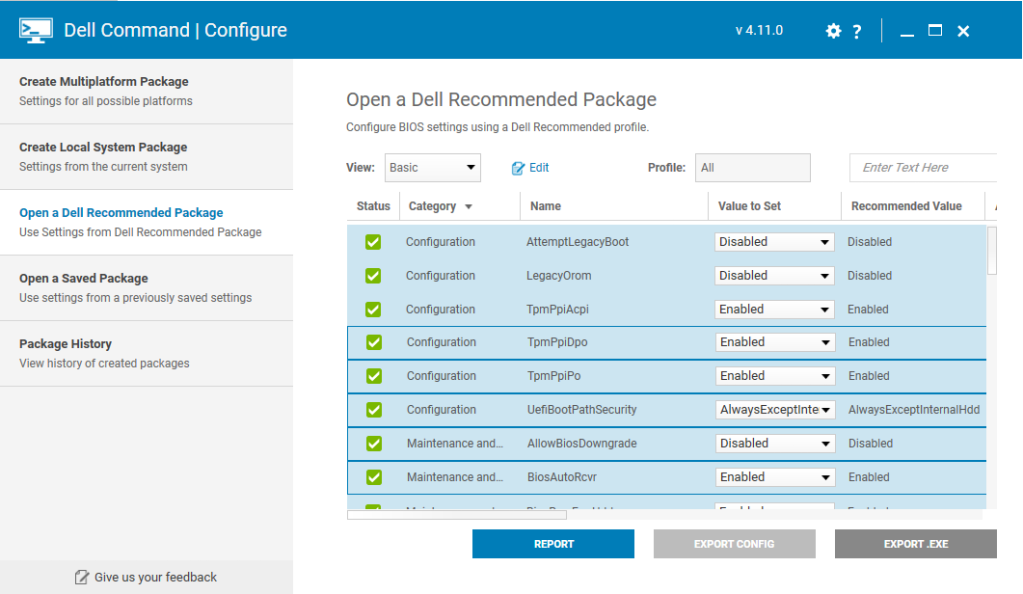 Dell Command | Configure
v 4.11.0
?
Create Multiplatform Package
Settings for all possible platforms
Create Local System Package
Settings from the current system
Open a Dell Recommended Package
Use Settings from Dell Recommended Package
Open a Saved Package
Use settings from a previously saved settings
Package History
View history of created packages
Give us your feedback
Open a Dell Recommended Package
Configure BIOS settings using a Dell Recommended profile.
View: Basic Edit Profile: All Enter Text Here
Status Category Name Value to Set Recommended Value
Configuration AttemptLegacyBoot Disabled Disabled
Configuration LegacyOrom Disabled Disabled
Configuration TpmPpiAcpi Enabled Enabled
Configuration TpmPpiDpo Enabled Enabled
Configuration TpmPpiPo Enabled Enabled
Configuration UefiBootPathSecurity AlwaysExceptInte AlwaysExceptInternalHdd
Maintenance and... AllowBiosDowngrade Disabled Disabled
Maintenance and... BiosAutoRcvr Enabled Enabled
REPORT EXPORT CONFIG EXPORT .EXE